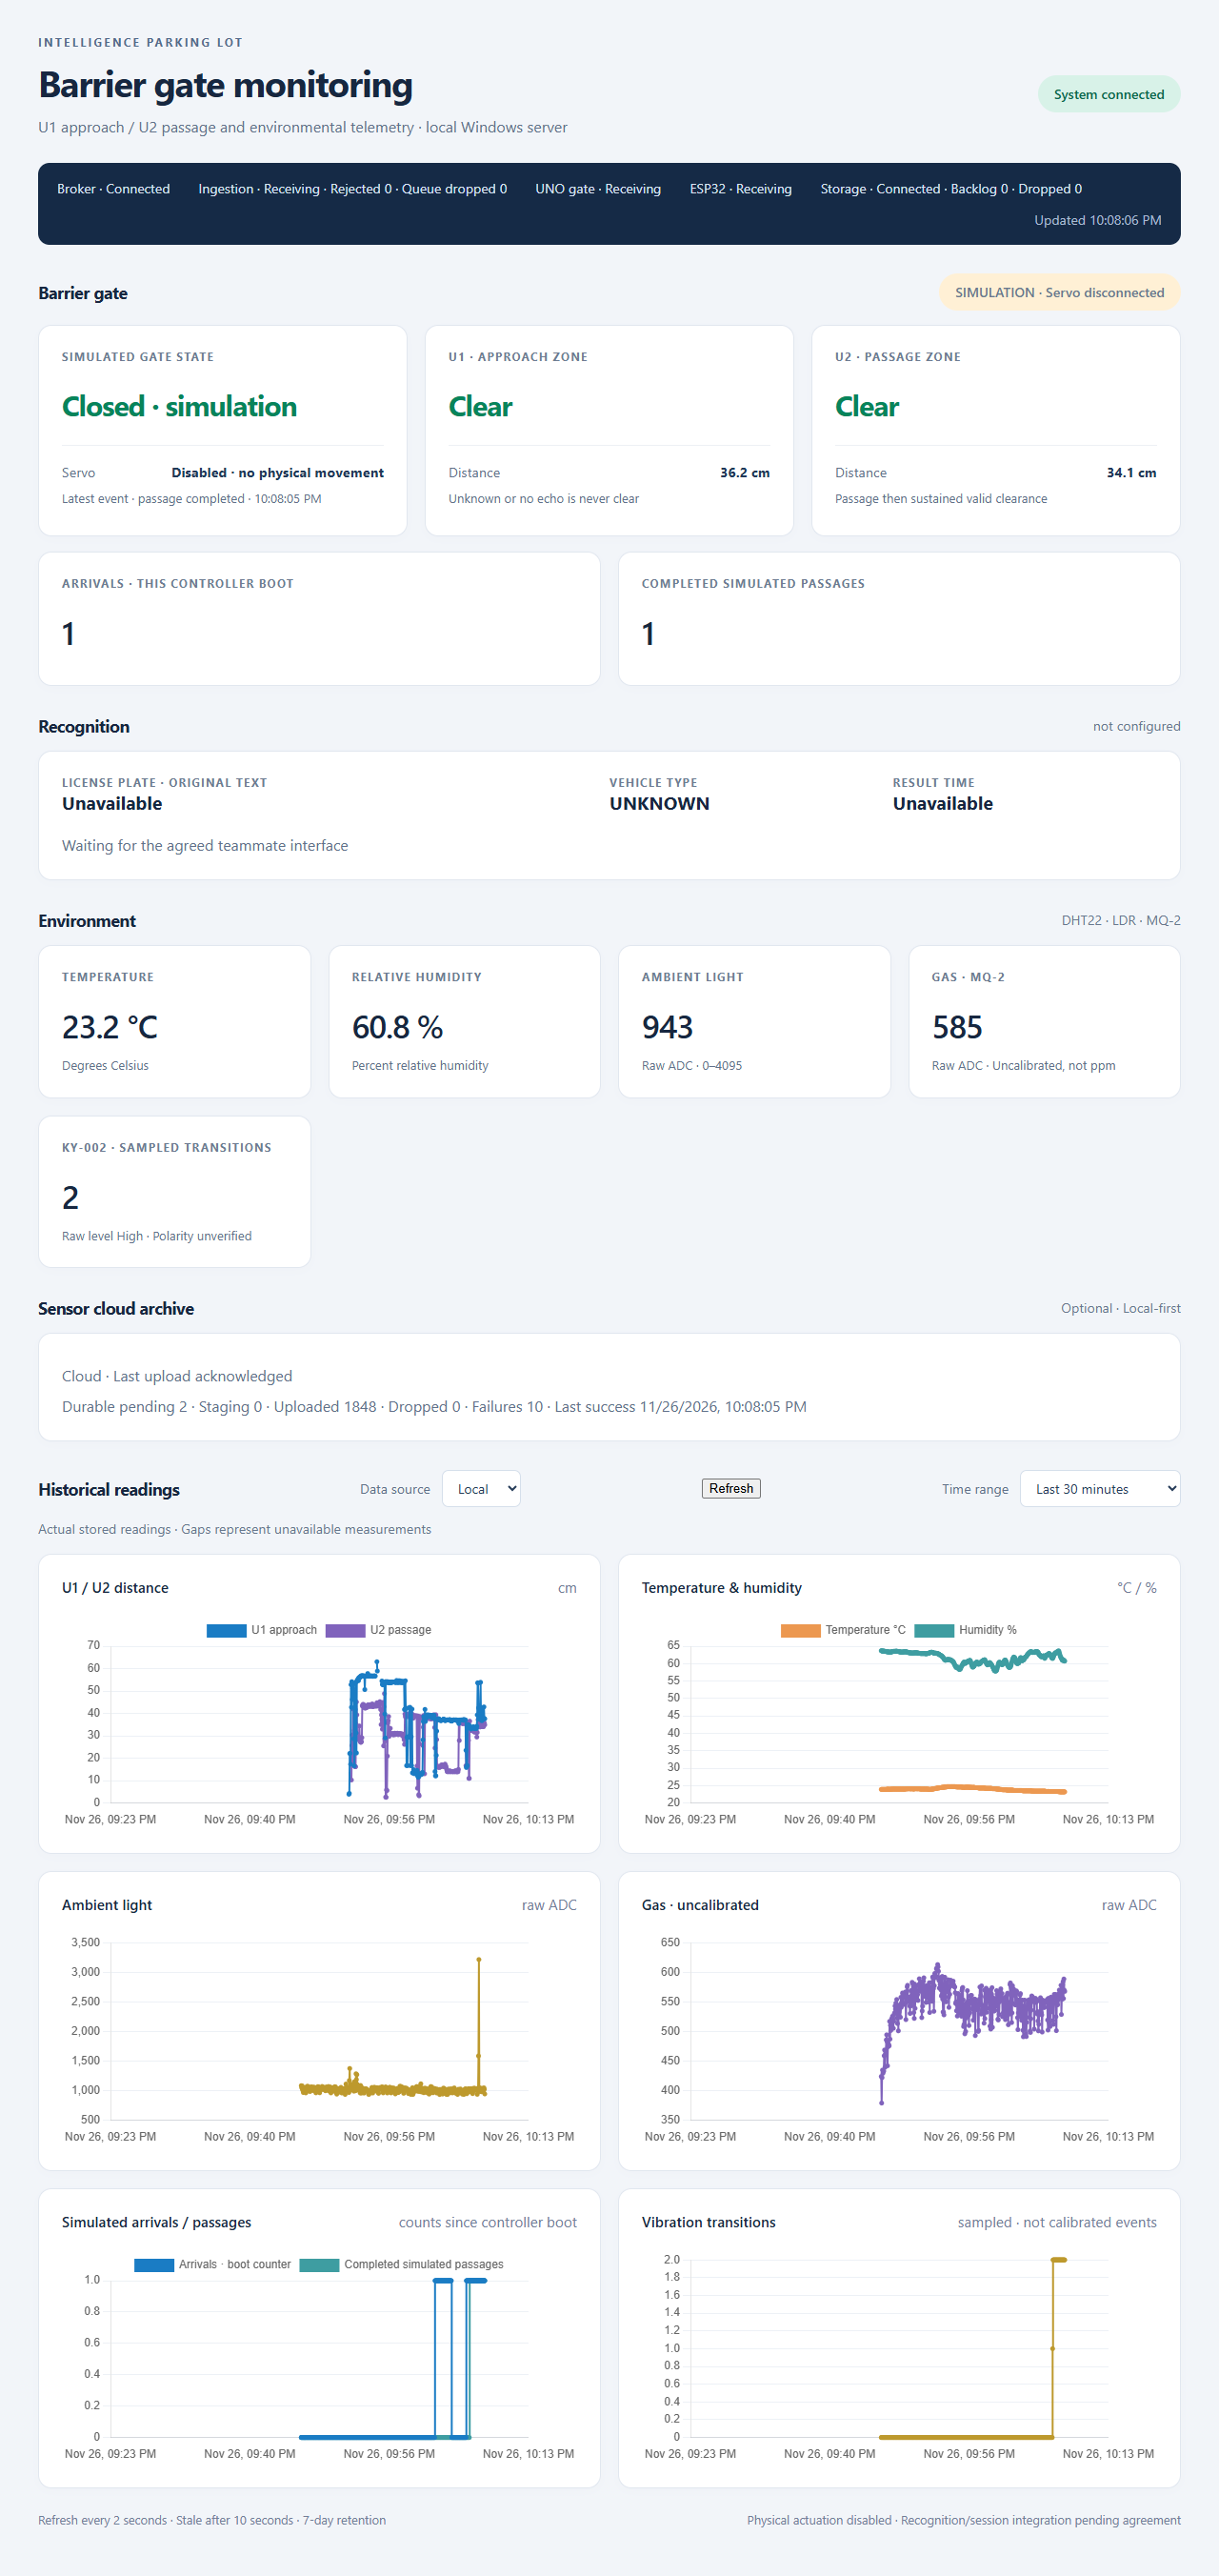 INTELLIGENCE PARKING LOT
Barrier gate monitoring
System connected
U1 approach / U2 passage and environmental telemetry · local Windows server
Broker · Connected Ingestion · Receiving · Rejected 0 · Queue dropped 0 UNO gate · Receiving ESP32 · Receiving Storage · Connected · Backlog 0 · Dropped 0
Updated 10:08:06 PM
Barrier gate
SIMULATION · Servo disconnected
SIMULATED GATE STATE
Closed · simulation
Servo Disabled · no physical movement
Latest event · passage completed · 10:08:05 PM
U1 · APPROACH ZONE
Clear
Distance 36.2 cm
Unknown or no echo is never clear
U2 · PASSAGE ZONE
Clear
Distance 34.1 cm
Passage then sustained valid clearance
ARRIVALS · THIS CONTROLLER BOOT
1
COMPLETED SIMULATED PASSAGES
1
Recognition
not configured
LICENSE PLATE · ORIGINAL TEXT
Unavailable
VEHICLE TYPE
UNKNOWN
RESULT TIME
Unavailable
Waiting for the agreed teammate interface
Environment
DHT22 · LDR · MQ-2
TEMPERATURE
23.2 °C
Degrees Celsius
RELATIVE HUMIDITY
60.8 %
Percent relative humidity
AMBIENT LIGHT
943
Raw ADC · 0–4095
GAS · MQ-2
585
Raw ADC · Uncalibrated, not ppm
KY-002 · SAMPLED TRANSITIONS
2
Raw level High · Polarity unverified
Sensor cloud archive
Optional · Local-first
Cloud · Last upload acknowledged
Durable pending 2 · Staging 0 · Uploaded 1848 · Dropped 0 · Failures 10 · Last success 11/26/2026, 10:08:05 PM
Historical readings
Data source Local
Refresh
Time range Last 30 minutes
Actual stored readings · Gaps represent unavailable measurements
U1 / U2 distance
cm
U1 approach U2 passage
70
60
50
40
30
20
10
0
Nov 26, 09:23 PM Nov 26, 09:40 PM Nov 26, 09:56 PM Nov 26, 10:13 PM
Temperature & humidity
°C / %
Temperature °C Humidity %
65
60
55
50
45
40
35
30
25
20
Nov 26, 09:23 PM Nov 26, 09:40 PM Nov 26, 09:56 PM Nov 26, 10:13 PM
Ambient light
raw ADC
3,500
3,000
2,500
2,000
1,500
1,000
500
Nov 26, 09:23 PM Nov 26, 09:40 PM Nov 26, 09:56 PM Nov 26, 10:13 PM
Gas · uncalibrated
raw ADC
650
600
550
500
450
400
350
Nov 26, 09:23 PM Nov 26, 09:40 PM Nov 26, 09:56 PM Nov 26, 10:13 PM
Simulated arrivals / passages
counts since controller boot
Arrivals · boot counter Completed simulated passages
1.0
0.8
0.6
0.4
0.2
0
Nov 26, 09:23 PM Nov 26, 09:40 PM Nov 26, 09:56 PM Nov 26, 10:13 PM
Vibration transitions
sampled · not calibrated events
2.0
1.8
1.6
1.4
1.2
1.0
0.8
0.6
0.4
0.2
0
Nov 26, 09:23 PM Nov 26, 09:40 PM Nov 26, 09:56 PM Nov 26, 10:13 PM
Refresh every 2 seconds · Stale after 10 seconds · 7-day retention
Physical actuation disabled · Recognition/session integration pending agreement